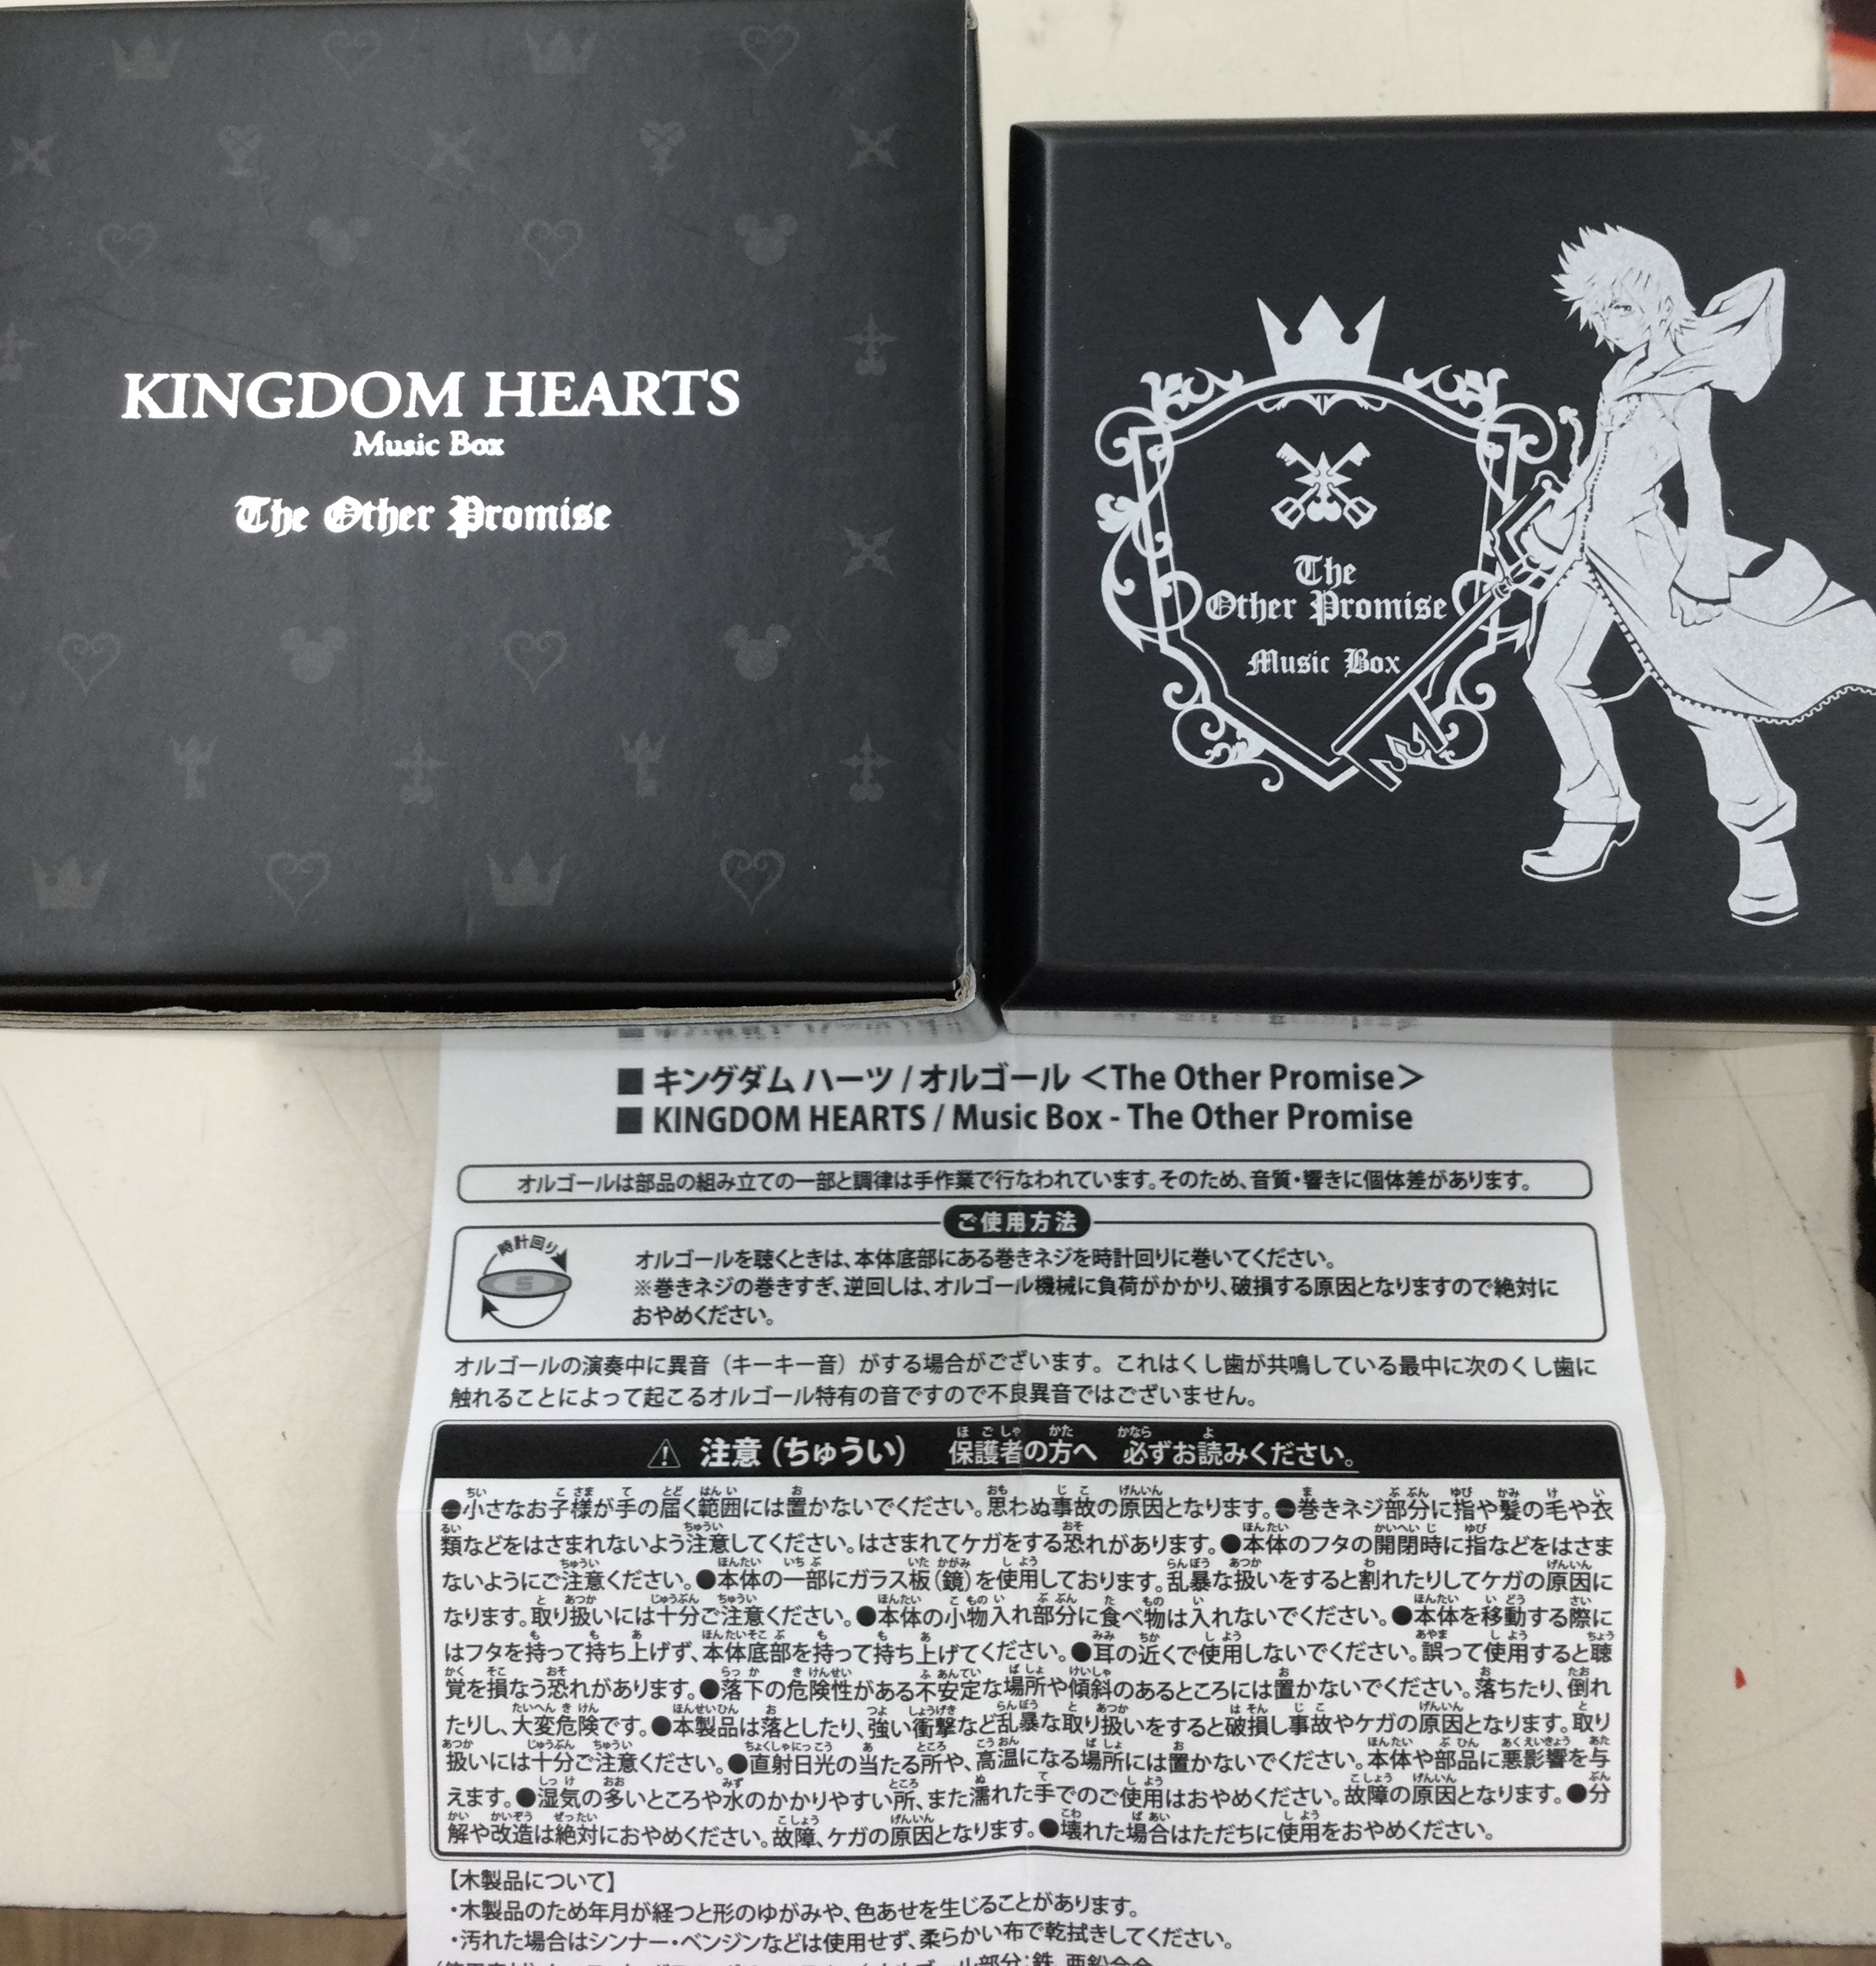 KINGDOM HEARTS
Music Box
The Other Promise
The
Other Promise
Music Box
■ キングダム ハーツ / オルゴール ＜The Other Promise＞
■ KINGDOM HEARTS / Music Box - The Other Promise
オルゴールは部品の組み立ての一部と調律は手作業で行なわれています。そのため、音質・響きに個体差があります。
ご使用方法
時計回り
S
オルゴールを聴くときは、本体底部にある巻きネジを時計回りに巻いてください。
※巻きネジの巻きすぎ、逆回しは、オルゴール機械に負荷がかかり、破損する原因となりますので絶対に
おやめください。
オルゴールの演奏中に異音（キーキー音）がする場合がございます。これはくし歯が共鳴している最中に次のくし歯に
触れることによって起こるオルゴール特有の音ですので不良異音ではございません。
⚠ 注意（ちゅうい） 保護者の方へ 必ずお読みください。
●小さなお子様が手の届く範囲には置かないでください。思わぬ事故の原因となります。●巻きネジ部分に指や髪の毛や衣
類などをはさまれないよう注意してください。はさまれてケガをする恐れがあります。●本体のフタの開閉時に指などをはさま
ないようにご注意ください。●本体の一部にガラス板（鏡）を使用しております。乱暴な扱いをすると割れたりしてケガの原因に
なります。取り扱いには十分ご注意ください。●本体の小物入れ部分に食べ物は入れないでください。●本体を移動する際に
はフタを持って持ち上げず、本体底部を持って持ち上げてください。●耳の近くで使用しないでください。誤って使用すると聴
覚を損なう恐れがあります。●落下の危険性がある不安定な場所や傾斜のあるところには置かないでください。落ちたり、倒れ
たりし、大変危険です。●本製品は落としたり、強い衝撃など乱暴な取り扱いをすると破損し事故やケガの原因となります。取り
扱いには十分ご注意ください。●直射日光の当たる所や、高温になる場所には置かないでください。本体や部品に悪影響を与
えます。●湿気の多いところや水のかかりやすい所、また濡れた手でのご使用はおやめください。故障の原因となります。●分
解や改造は絶対におやめください。故障、ケガの原因となります。●壊れた場合はただちに使用をおやめください。
【木製品について】
・木製品のため年月が経つと形のゆがみや、色あせを生じることがあります。
・汚れた場合はシンナー・ベンジンなどは使用せず、柔らかい布で乾拭きしてください。